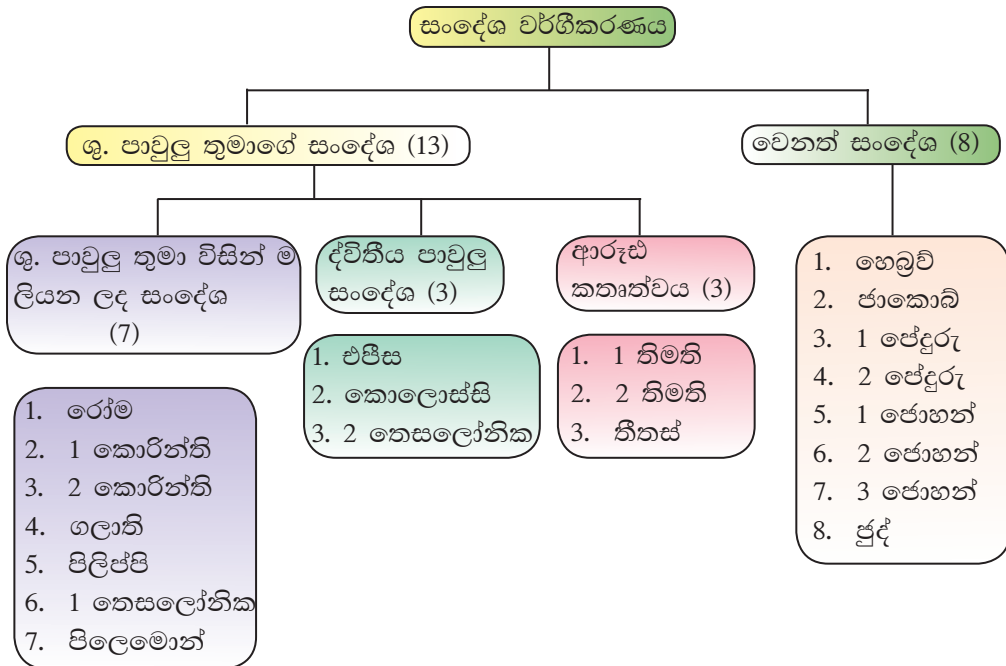 සංදේශ වර්ගීකරණය
ශු. පාවුලු තුමාගේ සංදේශ (13)
වෙනත් සංදේශ (8)
ශු. පාවුලු තුමා විසින් ම
ලියන ලද සංදේශ
(7)
ද්විතීය පාවුලු
සංදේශ (3)
ආරූඪ
කතෘත්වය (3)
1. රෝම
2. 1 කොරින්ති
3. 2 කොරින්ති
4. ගලාති
5. පිලිප්පි
6. 1 තෙසලෝනික
7. පිලෙමොන්
1. එපීස
2. කොලොස්සි
3. 2 තෙසලෝනික
1. 1 තිමති
2. 2 තිමති
3. තීතස්
1. හෙබ්‍රව්
2. ජාකොබ්
3. 1 පේදුරු
4. 2 පේදුරු
5. 1 ජොහන්
6. 2 ජොහන්
7. 3 ජොහන්
8. ජුද්